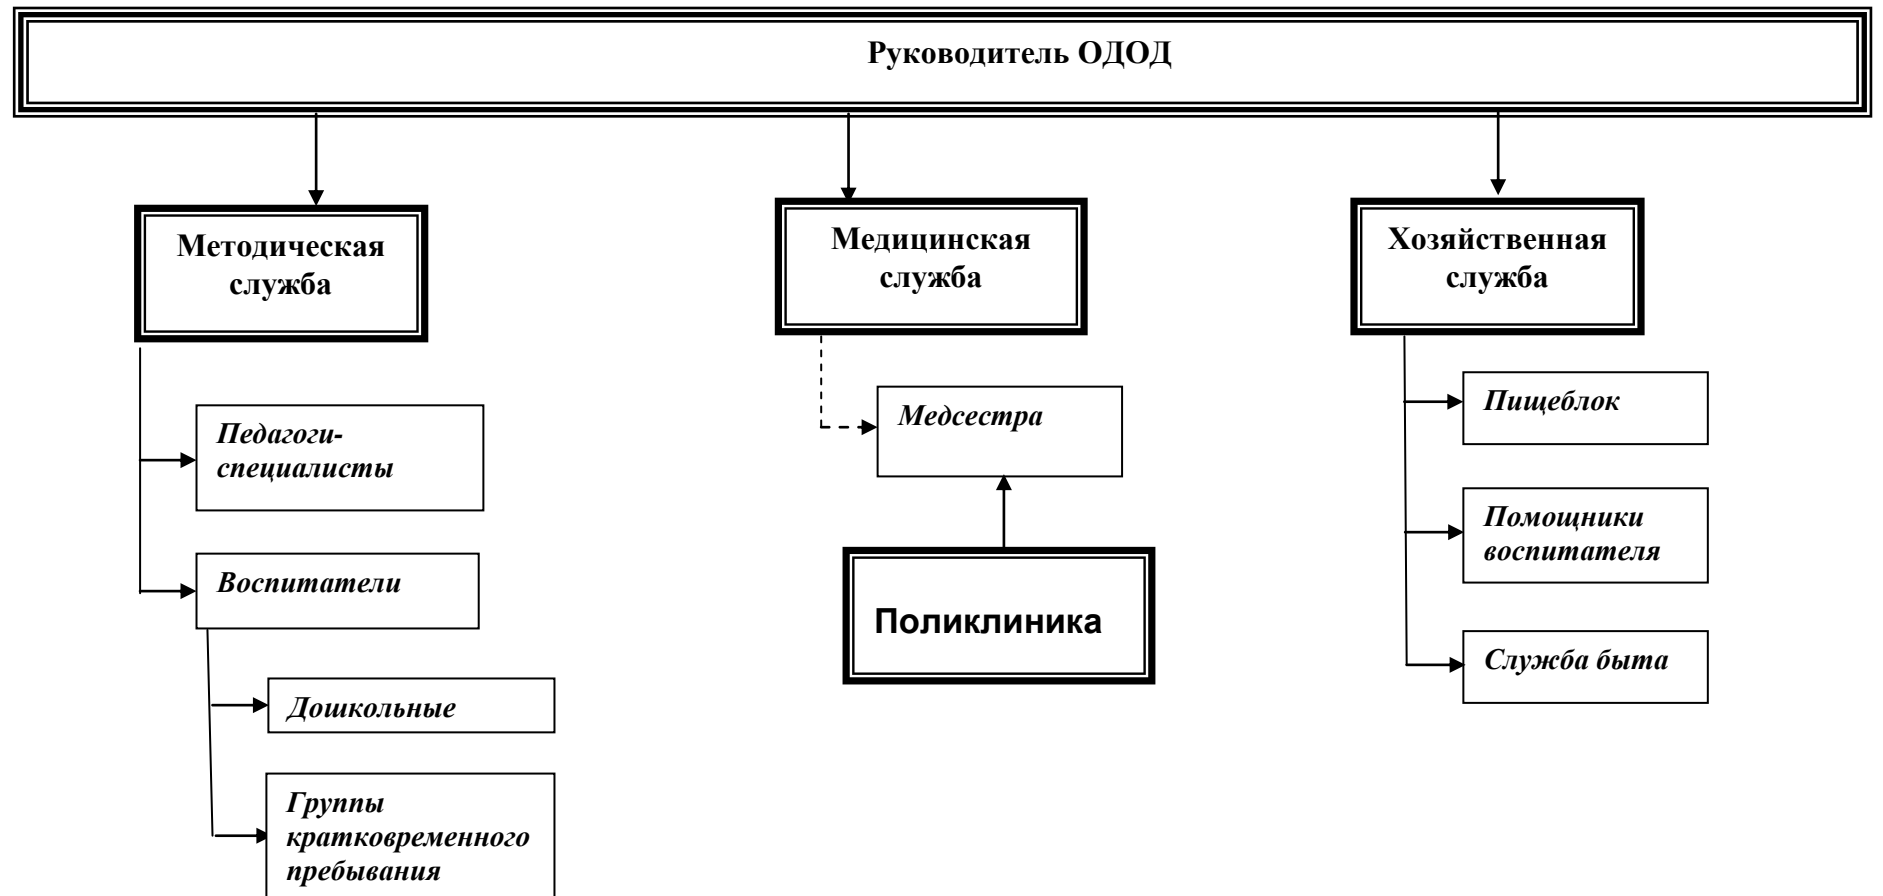 Руководитель ОДОД
Методическая
служба
Медицинская
служба
Хозяйственная
служба
Педагоги-
специалисты
Воспитатели
Дошкольные
Группы
кратковременного
пребывания
Медсестра
Поликлиника
Пищеблок
Помощники
воспитателя
Служба быта